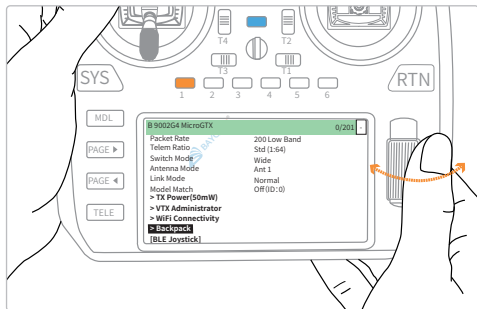 T4
T2
T3
T1
SYS
RTN
1 2 3 4 5 6
MDL
PAGE
PAGE
TELE
B 9002G4 MicroGTX 0/201 -
Packet Rate 200 Low Band
Telem Ratio Std (1:64)
Switch Mode Wide
Antenna Mode Ant 1
Link Mode Normal
Model Match Off (ID: 0)
> TX Power(50mW)
> VTX Administrator
> WiFi Connectivity
> Backpack
[BLE Joystick]